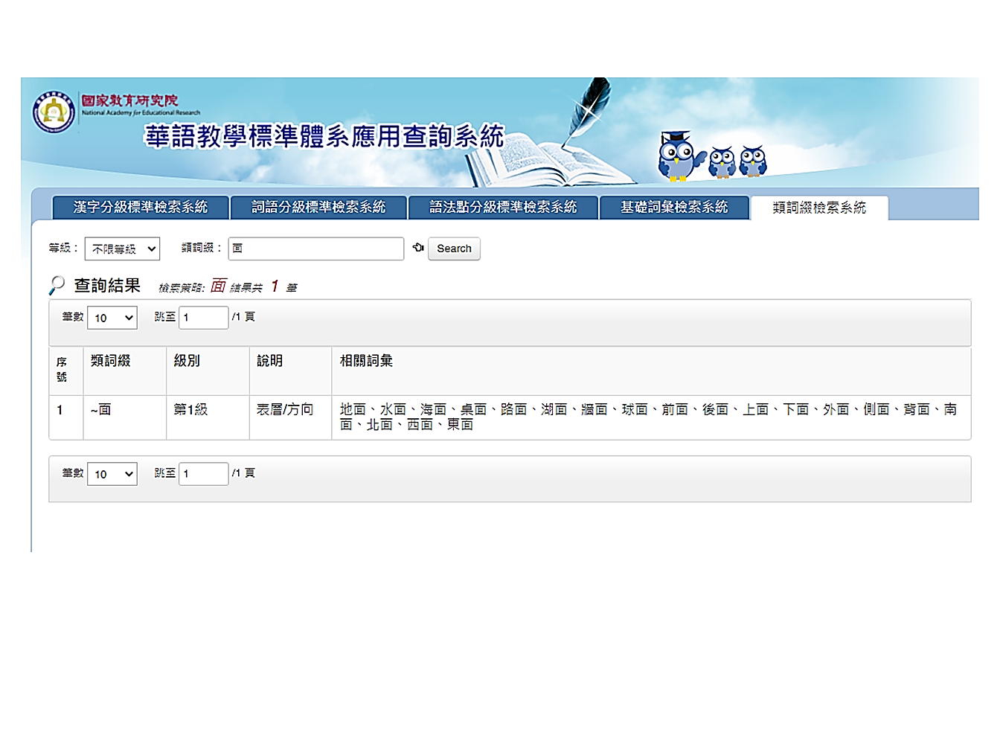 國家教育研究院
National Academy for Educational Research
華語教學標準體系應用查詢系統
漢字分級標準檢索系統 詞語分級標準檢索系統 語法點分級標準檢索系統 基礎詞彙檢索系統 類詞綴檢索系統
等級： 不限等級 類詞綴： 面 Search
查詢結果 檢索策略: 面 結果共 1 筆
筆數 10 跳至 1 /1 頁
序號 類詞綴 級別 說明 相關詞彙
1 ~面 第1級 表層/方向 地面、水面、海面、桌面、路面、湖面、牆面、球面、前面、後面、上面、下面、外面、側面、背面、南
面、北面、西面、東面
筆數 10 跳至 1 /1 頁